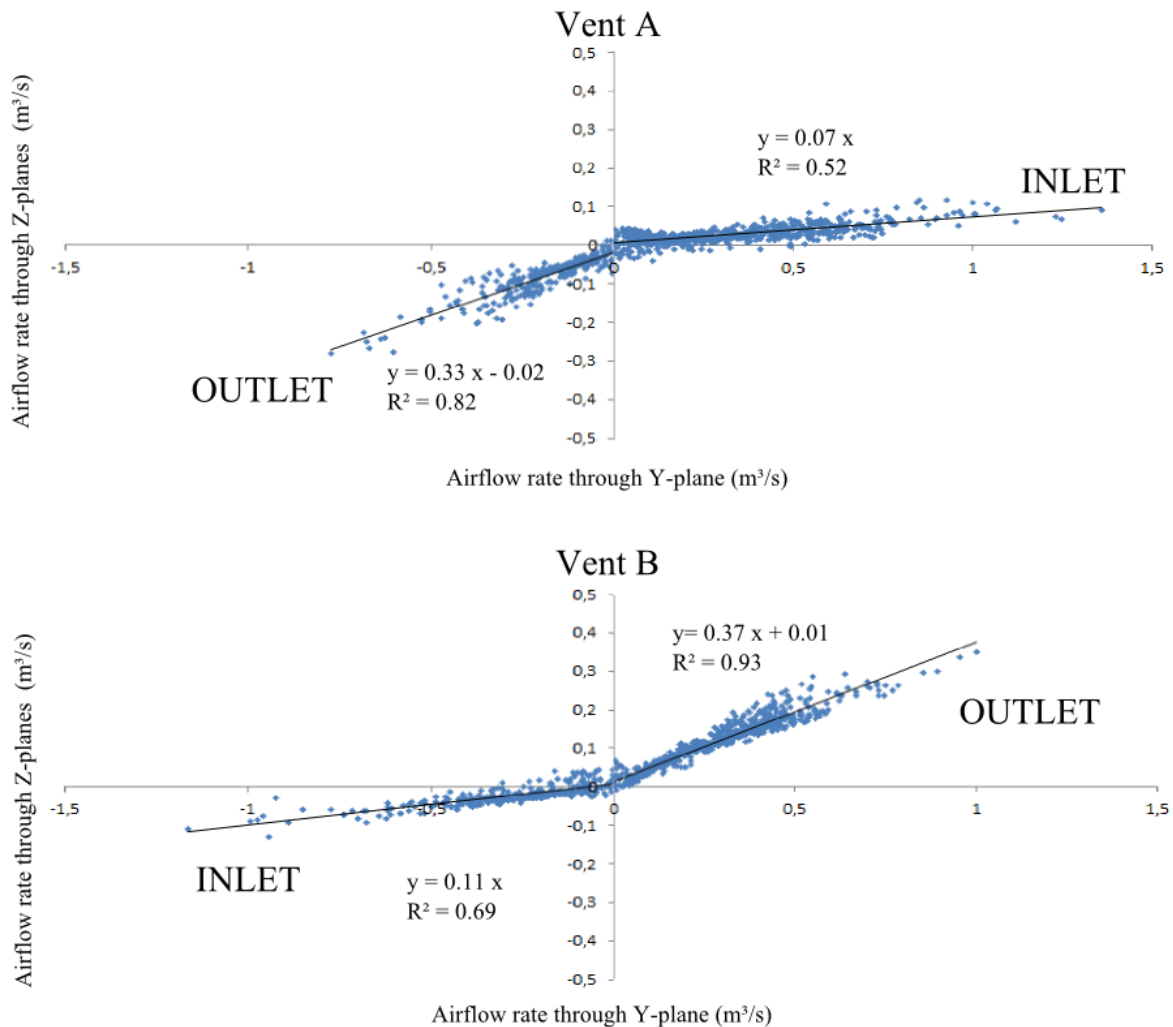 Vent A
Airflow rate through Z-planes (m³/s)
0,5
0,4
0,3
0,2
0,1
0
-0,1
-0,2
-0,3
-0,4
-0,5
-1,5
-1
-0,5
0
0,5
1
1,5
y = 0.07 x
R² = 0.52
INLET
OUTLET
y = 0.33 x - 0.02
R² = 0.82
Airflow rate through Y-plane (m³/s)
Vent B
Airflow rate through Z-planes (m³/s)
0,5
0,4
0,3
0,2
0,1
0
-0,1
-0,2
-0,3
-0,4
-0,5
-1,5
-1
-0,5
0
0,5
1
1,5
y= 0.37 x + 0.01
R² = 0.93
OUTLET
INLET
y = 0.11 x
R² = 0.69
Airflow rate through Y-plane (m³/s)